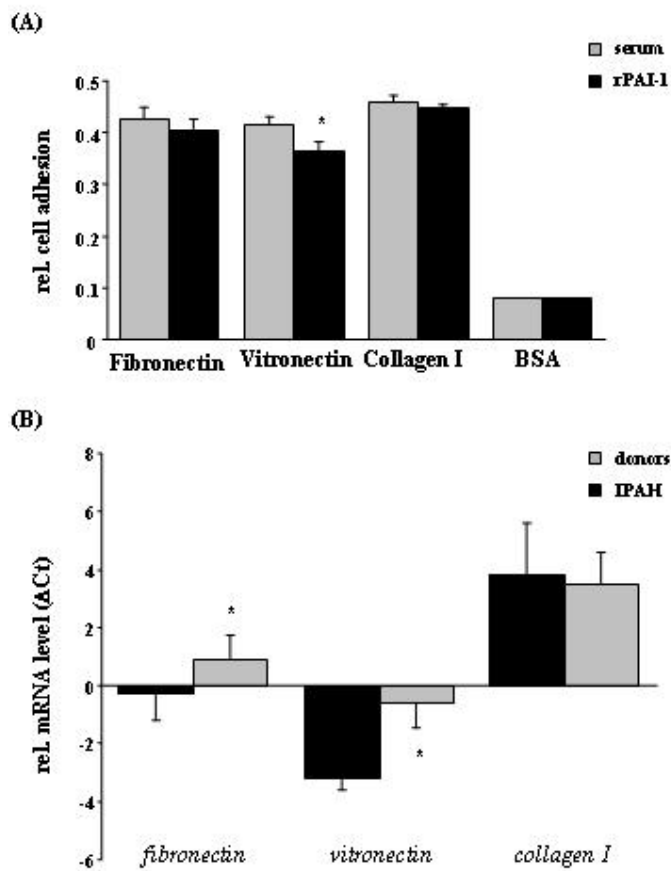 (A)
serum
rPAI-1
rel. cell adhesion
0.5
0.4
0.3
0.2
0.1
0
*
Fibronectin Vitronectin Collagen I BSA
(B)
donors
IPAH
rel. mRNA level (ΔCt)
8
6
4
2
0
-2
-4
-6
*
*
fibronectin vitronectin collagen I